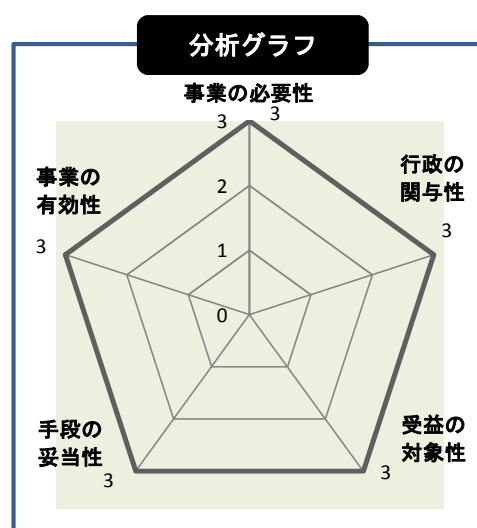 分析グラフ
事業の必要性
3
3
行政の
関与性
3
事業の
有効性
3
2
1
0
手段の
妥当性
3
受益の
対象性
3